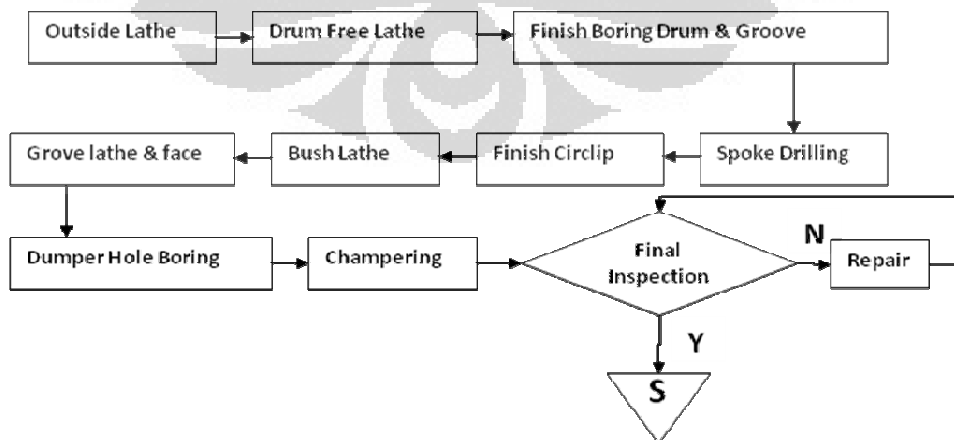 Outside Lathe
Drum Free Lathe
Finish Boring Drum & Groove
Spoke Drilling
Finish Circlip
Bush Lathe
Grove lathe & face
Dumper Hole Boring
Champering
Final
Inspection
N
Repair
Y
S